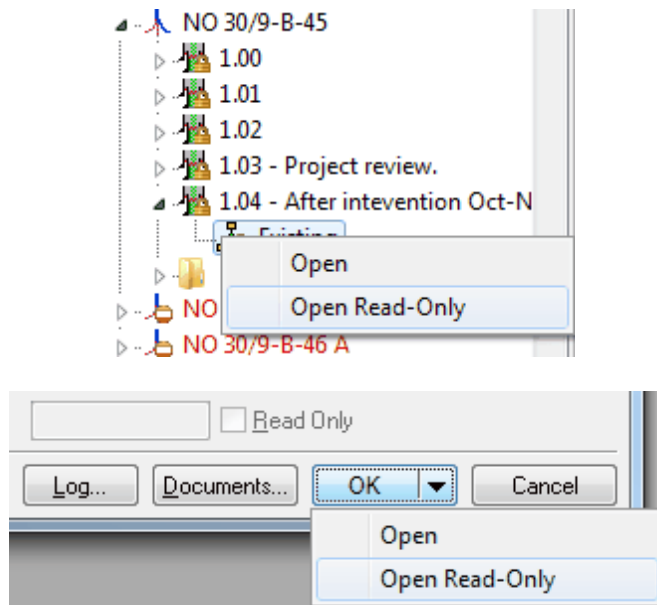 NO 30/9-B-45
1.00
1.01
1.02
1.03 - Project review.
1.04 - After intevention Oct-N
Existing
Open
NO
Open Read-Only
NO 30/9-B-46 A
Read Only
Log...
Documents...
OK
Cancel
Open
Open Read-Only